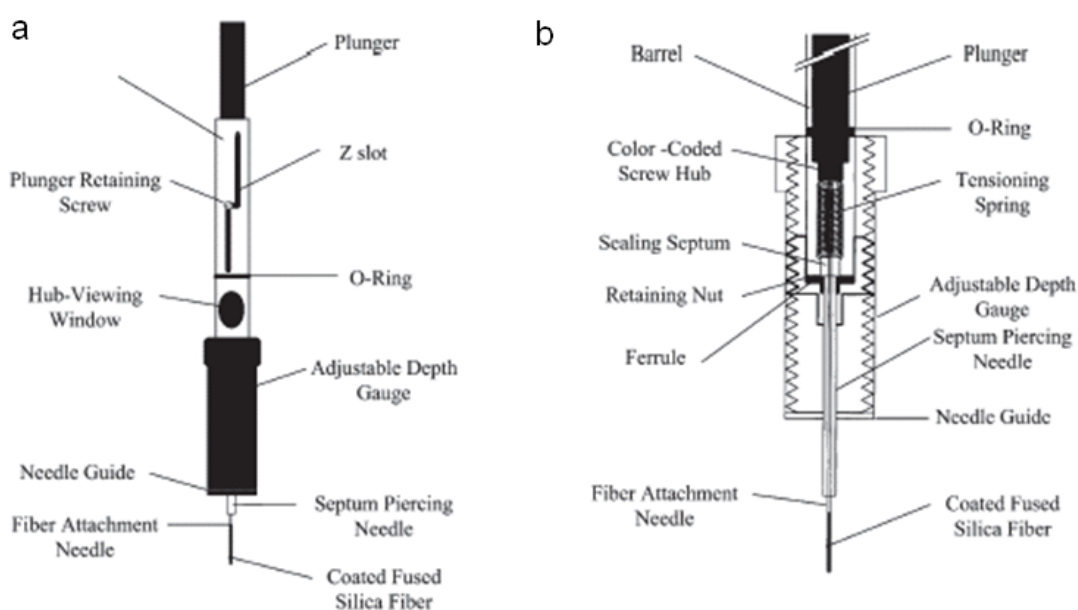 a
Plunger
Z slot
Plunger Retaining
Screw
O-Ring
Hub-Viewing
Window
Adjustable Depth
Gauge
Needle Guide
Septum Piercing
Needle
Fiber Attachment
Needle
Coated Fused
Silica Fiber
b
Barrel
Plunger
O-Ring
Color -Coded
Screw Hub
Tensioning
Spring
Sealing Septum
Retaining Nut
Adjustable Depth
Gauge
Ferrule
Septum Piercing
Needle
Needle Guide
Fiber Attachment
Needle
Coated Fused
Silica Fiber